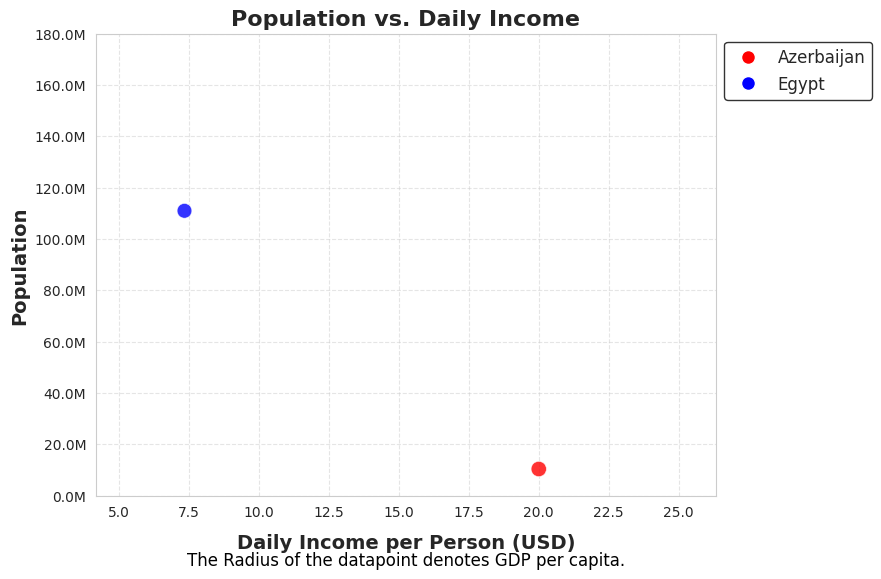 Population vs. Daily Income
Azerbaijan
Egypt
180.0M
160.0M
140.0M
120.0M
100.0M
80.0M
60.0M
40.0M
20.0M
0.0M
Population
5.0 7.5 10.0 12.5 15.0 17.5 20.0 22.5 25.0
Daily Income per Person (USD)
The Radius of the datapoint denotes GDP per capita.